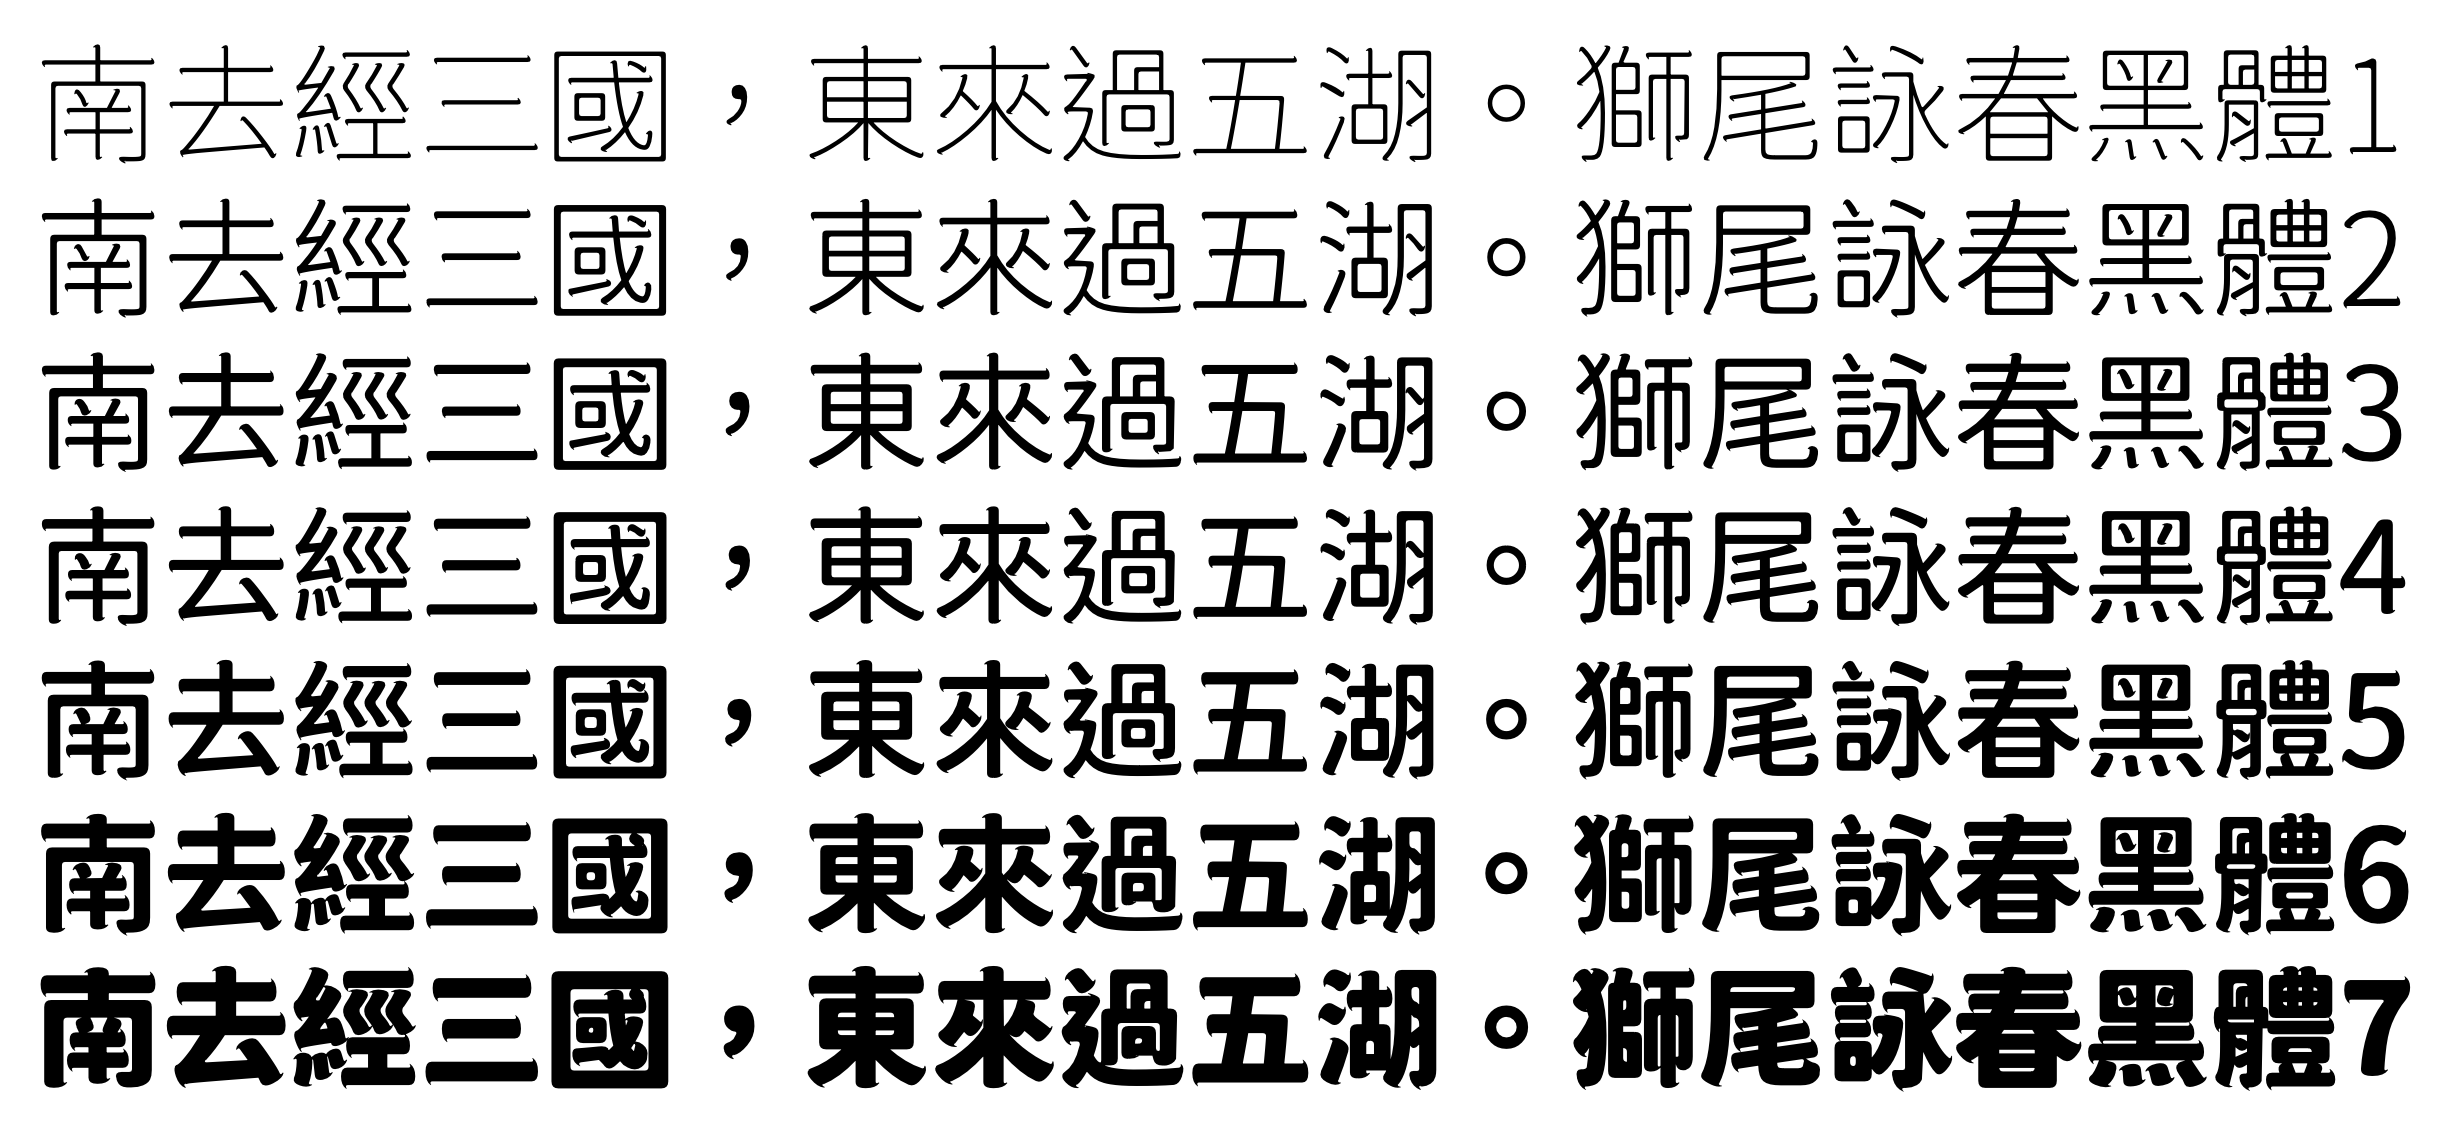 南去經三國，東來過五湖。獅尾詠春黑體1
南去經三國，東來過五湖。獅尾詠春黑體2
南去經三國，東來過五湖。獅尾詠春黑體3
南去經三國，東來過五湖。獅尾詠春黑體4
南去經三國，東來過五湖。獅尾詠春黑體5
南去經三國，東來過五湖。獅尾詠春黑體6
南去經三國，東來過五湖。獅尾詠春黑體7